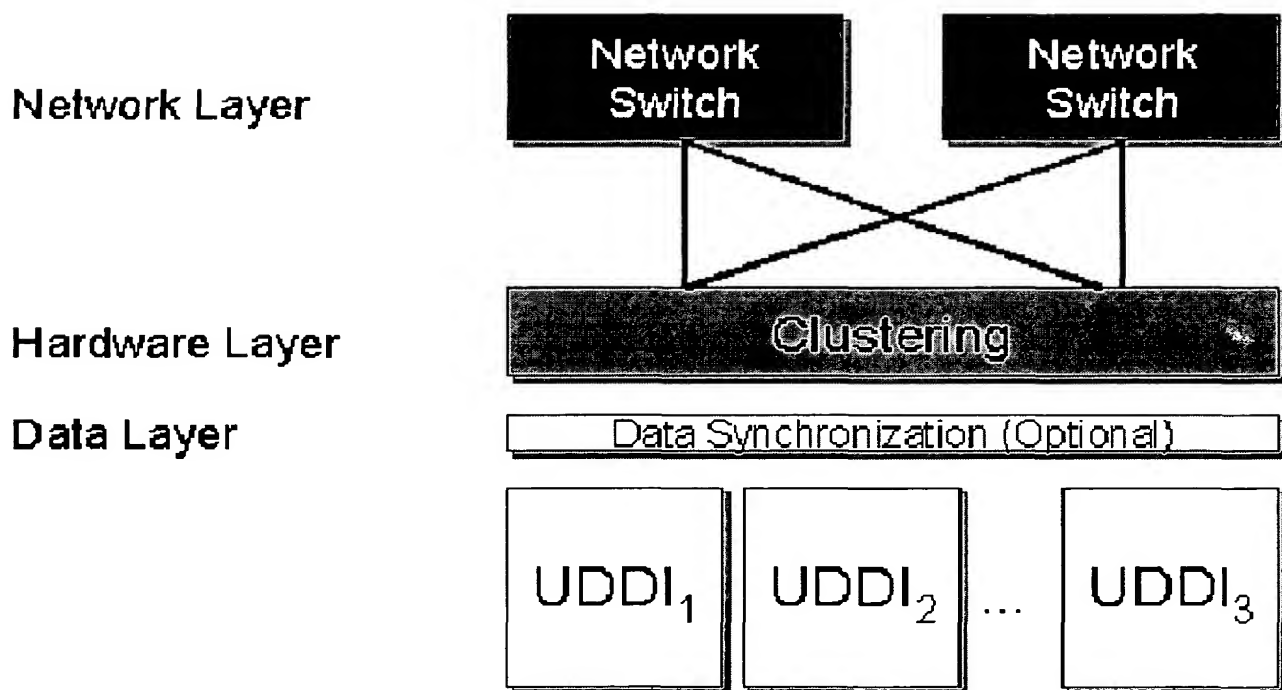 Network Switch
Network Switch
Network Layer
Clustering
Hardware Layer
Data Layer
Data Synchronization (Optional)
UDDI₁
UDDI₂
...
UDDI₃